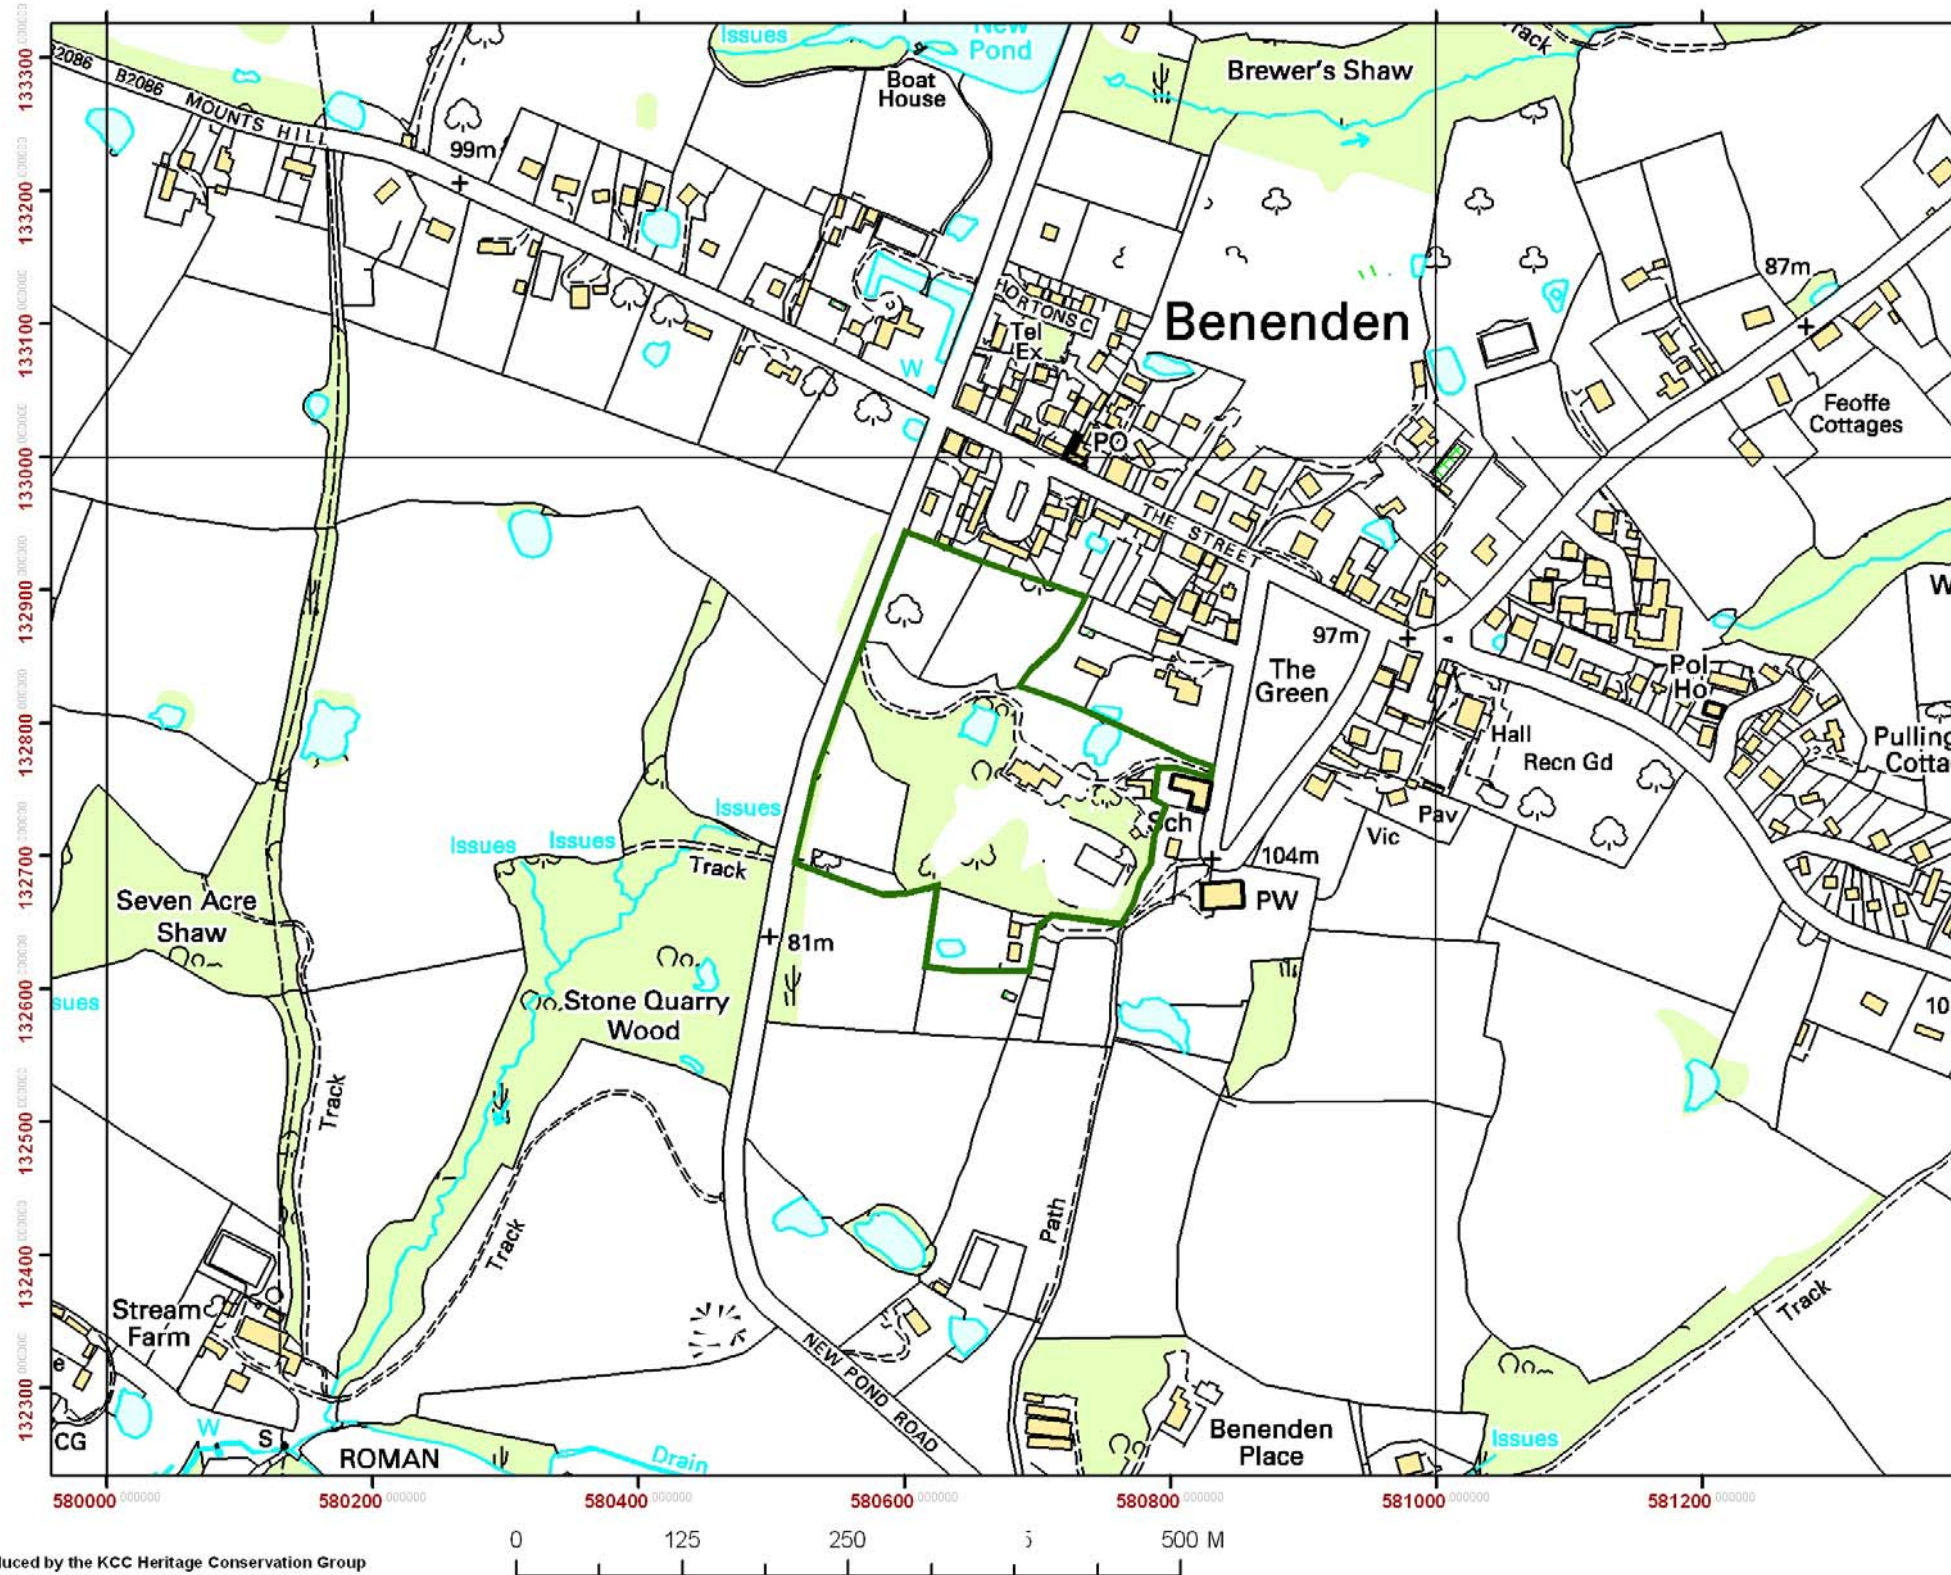 Issues
New
Pond
Track
2086
B2086
MOUNTS HILL
Boat
House
Brewer's Shaw
99m
87m
HORTONS C
Tel
Ex
Benenden
W
Feoffe
Cottages
PO
THE STREET
W
97m
The
Green
Pol
Ho
Hall
Recn Gd
Pulling
Cotta
Issues
Issues
Issues
Track
Sch
Pav
Vic
104m
Seven Acre
Shaw
PW
81m
sues
Stone Quarry
Wood
10
Track
Track
Path
Track
Stream
Farm
e
NEW POND ROAD
CG
W
S
ROMAN
Drain
Benenden
Place
Issues
133300
133200
133100
133000
132900
132800
132700
132600
132500
132400
132300
580000 580200 580400 580600 580800 581000 581200
0 125 250 5 500 M
duced by the KCC Heritage Conservation Group